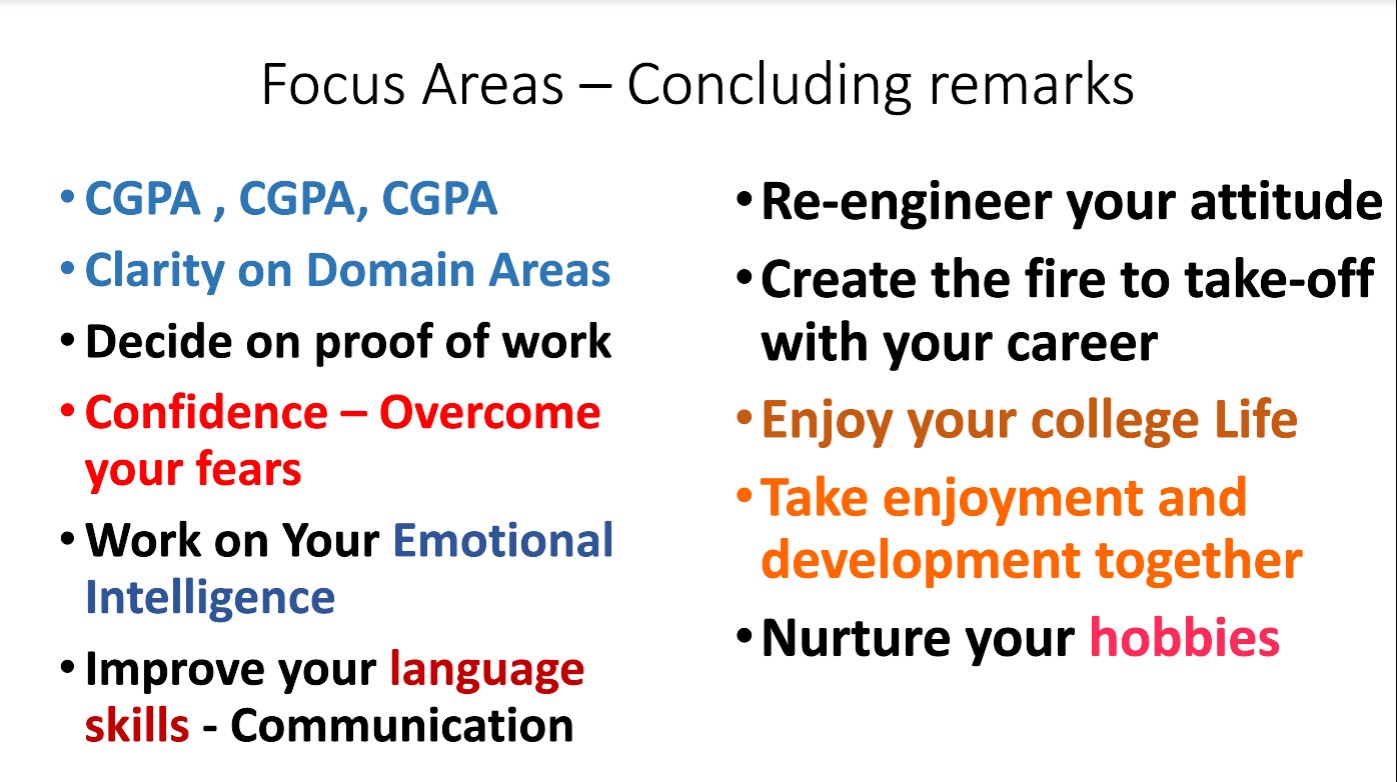 Focus Areas – Concluding remarks
• CGPA , CGPA, CGPA
• Clarity on Domain Areas
• Decide on proof of work
• Confidence – Overcome
your fears
• Work on Your Emotional
Intelligence
• Improve your language
skills - Communication
• Re-engineer your attitude
• Create the fire to take-off
with your career
• Enjoy your college Life
• Take enjoyment and
development together
• Nurture your hobbies